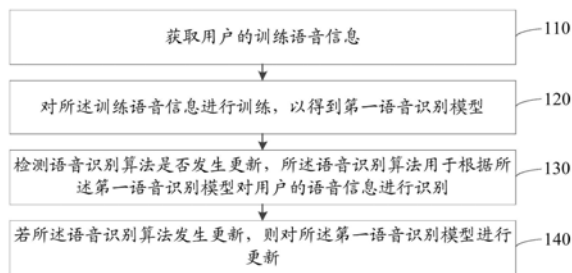 获取用户的训练语音信息
110
对所述训练语音信息进行训练，以得到第一语音识别模型
120
检测语音识别算法是否发生更新，所述语音识别算法用于根据所
述第一语音识别模型对用户的语音信息进行识别
130
若所述语音识别算法发生更新，则对所述第一语音识别模型进行
更新
140